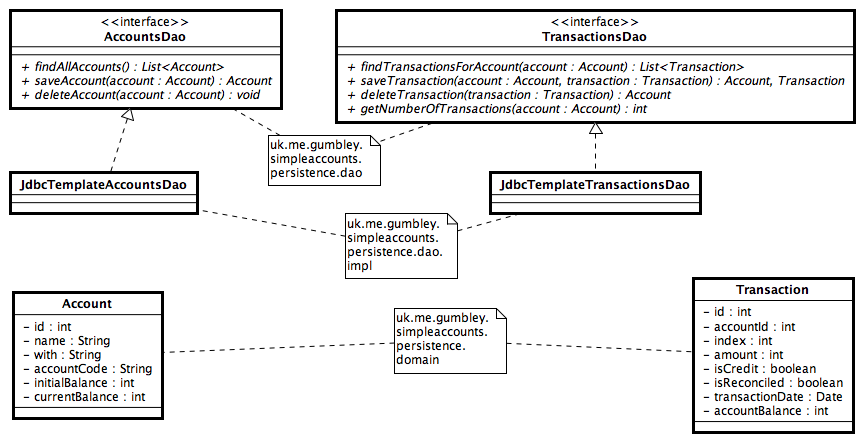 <<interface>>
AccountsDao
+ findAllAccounts() : List<Account>
+ saveAccount(account : Account) : Account
+ deleteAccount(account : Account) : void
<<interface>>
TransactionsDao
+ findTransactionsForAccount(account : Account) : List<Transaction>
+ saveTransaction(account : Account, transaction : Transaction) : Account, Transaction
+ deleteTransaction(transaction : Transaction) : Account
+ getNumberOfTransactions(account : Account) : int
uk.me.gumbley.
simpleaccounts.
persistence.dao
JdbcTemplateAccountsDao
JdbcTemplateTransactionsDao
uk.me.gumbley.
simpleaccounts.
persistence.dao.
impl
Account
- id : int
- name : String
- with : String
- accountCode : String
- initialBalance : int
- currentBalance : int
uk.me.gumbley.
simpleaccounts.
persistence.
domain
Transaction
- id : int
- accountId : int
- index : int
- amount : int
- isCredit : boolean
- isReconciled : boolean
- transactionDate : Date
- accountBalance : int